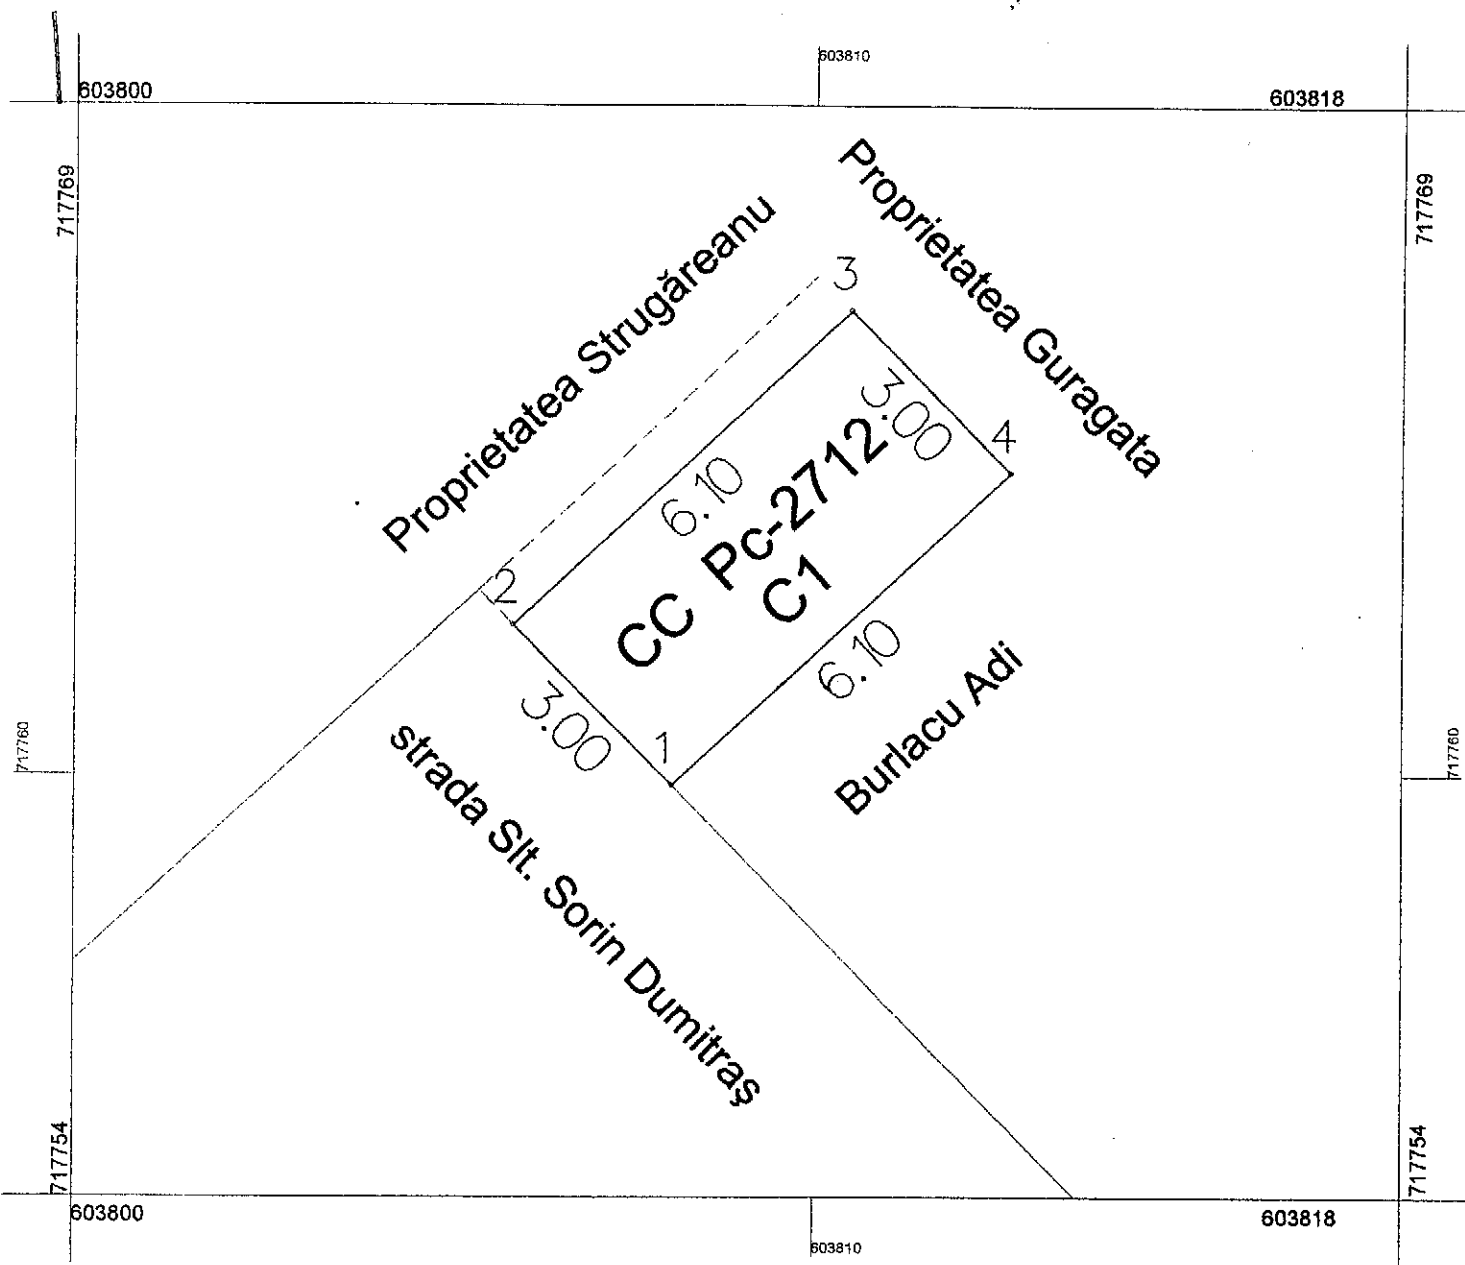 603810
603800
603818
717769
717769
Proprietatea Strugăreanu
Proprietatea Guragata
3
3.00
4
6.10
Pc-2712
CC
C1
2
6.10
3.00
1
Burlacu Adi
strada Slt. Sorin Dumitraş
717760
717760
717754
717754
603800
603818
603810